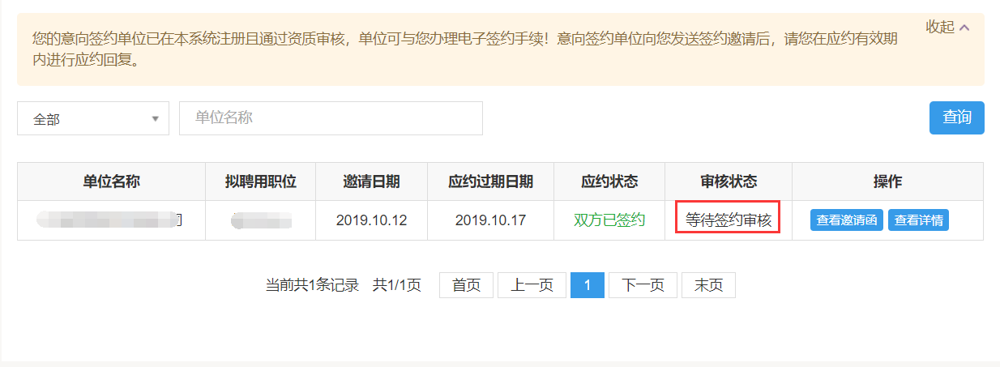 您的意向签约单位已在本系统注册且通过资质审核，单位可与您办理电子签约手续！意向签约单位向您发送签约邀请后，请您在应约有效期
内进行应约回复。
收起
全部
单位名称
查询
单位名称 拟聘用职位 邀请日期 应约过期日期 应约状态 审核状态 操作
2019.10.12 2019.10.17 双方已签约 等待签约审核 查看邀请函 查看详情
当前共1条记录 共1/1页 首页 上一页 1 下一页 末页